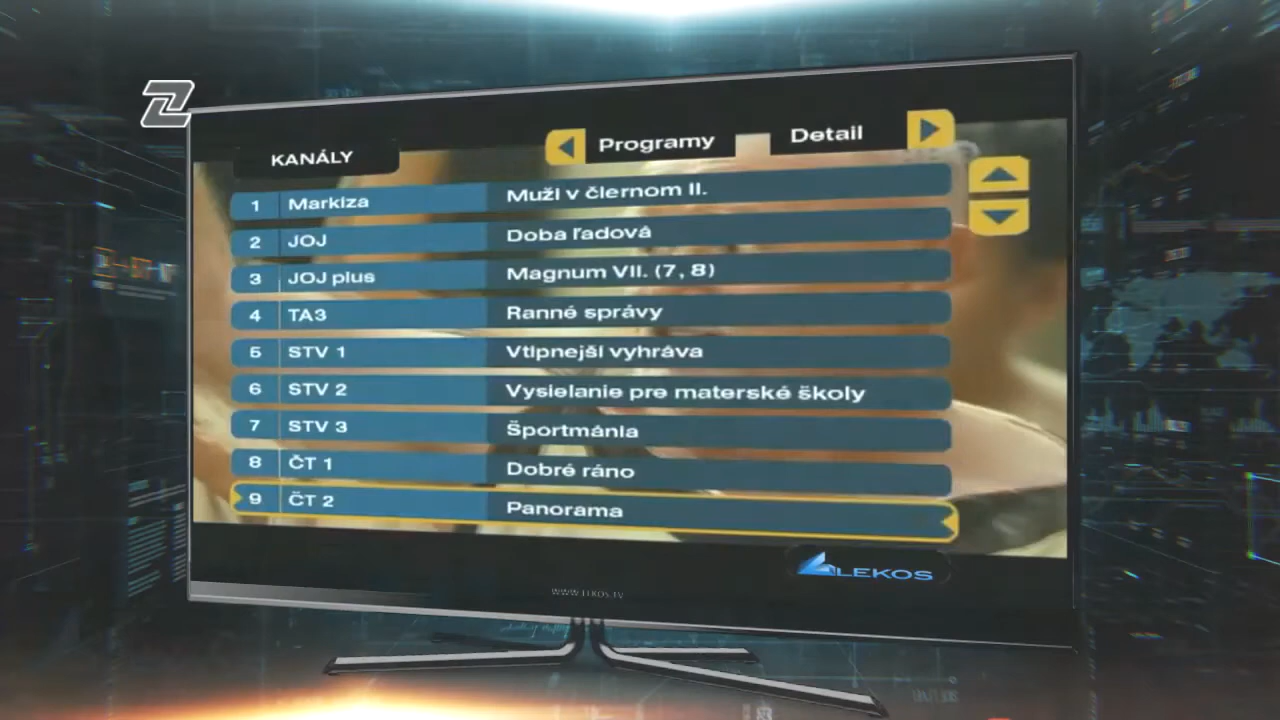 Z
KANÁLY
Programy
Detail
1 Markiza Muži v čiernom II.
2 JOJ Doba ľadová
3 JOJ plus Magnum VII. (7, 8)
4 TA3 Ranné správy
5 STV 1 Vtipnejší vyhráva
6 STV 2 Vysielanie pre materské školy
7 STV 3 Športmánia
8 ČT 1 Dobré ráno
9 ČT 2 Panorama
LEKOS
WWW.LEKOS.TV